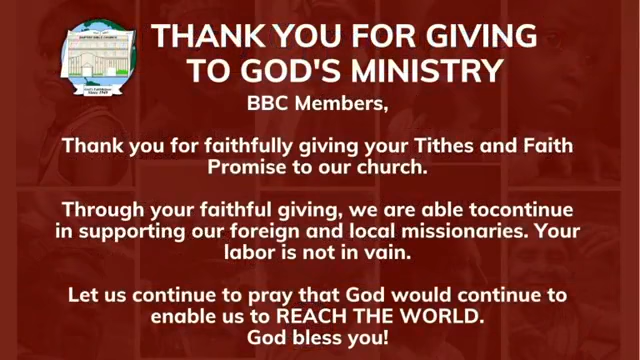 THANK YOU FOR GIVING
TO GOD'S MINISTRY
BBC Members,
Thank you for faithfully giving your Tithes and Faith
Promise to our church.
Through your faithful giving, we are able tocontinue
in supporting our foreign and local missionaries. Your
labor is not in vain.
Let us continue to pray that God would continue to
enable us to REACH THE WORLD.
God bless you!